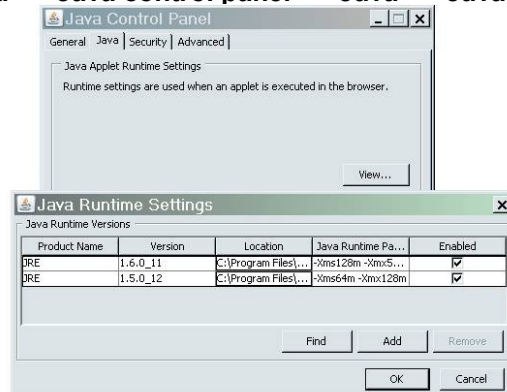 Java Control Panel
General Java Security Advanced
Java Applet Runtime Settings
Runtime settings are used when an applet is executed in the browser.
View...
Java Runtime Settings
Java Runtime Versions
Product Name Version Location Java Runtime Pa... Enabled
JRE 1.6.0_11 C:\Program Files\... -Xms128m -Xmx5...
JRE 1.5.0_12 C:\Program Files\... -Xms64m -Xmx128m
Find Add Remove
OK Cancel